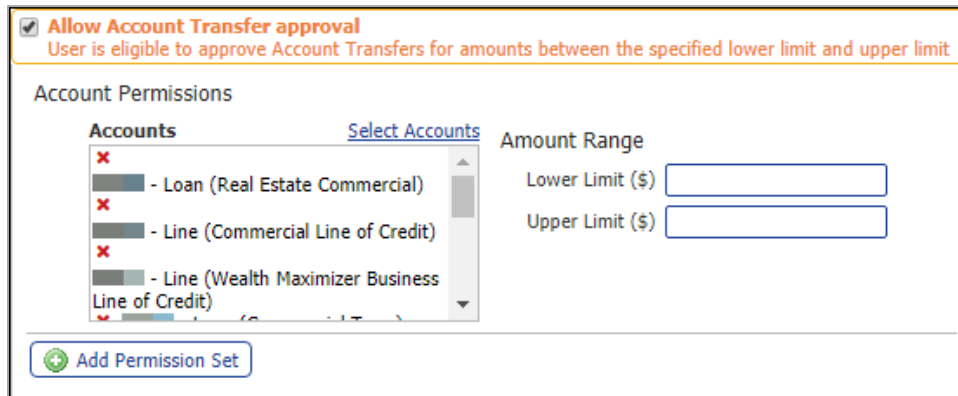 Allow Account Transfer approval
User is eligible to approve Account Transfers for amounts between the specified lower limit and upper limit
Account Permissions
Accounts
Select Accounts
- Loan (Real Estate Commercial)
- Line (Commercial Line of Credit)
- Line (Wealth Maximizer Business
Line of Credit)
Amount Range
Lower Limit ($)
Upper Limit ($)
Add Permission Set